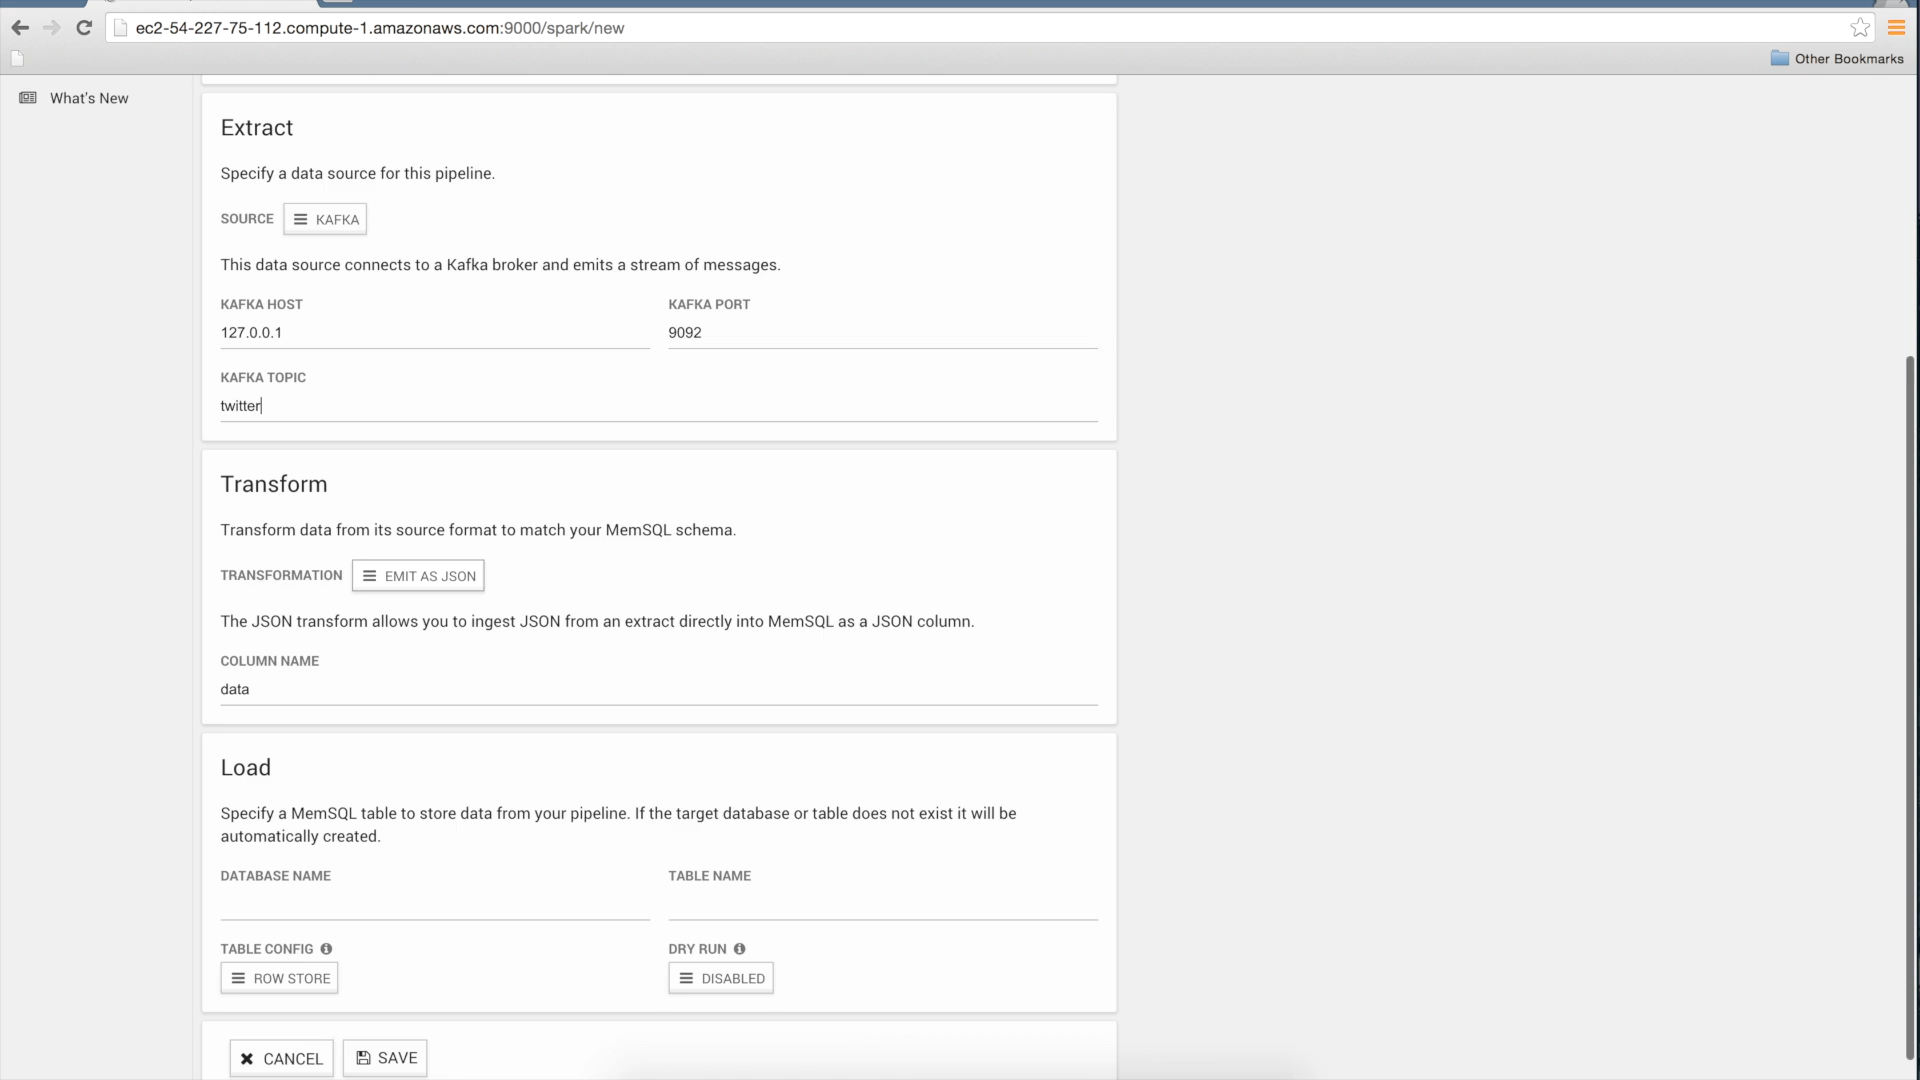 ec2-54-227-75-112.compute-1.amazonaws.com:9000/spark/new
Other Bookmarks
What's New
Extract
Specify a data source for this pipeline.
SOURCE KAFKA
This data source connects to a Kafka broker and emits a stream of messages.
KAFKA HOST KAFKA PORT
127.0.0.1 9092
KAFKA TOPIC
twitter
Transform
Transform data from its source format to match your MemSQL schema.
TRANSFORMATION EMIT AS JSON
The JSON transform allows you to ingest JSON from an extract directly into MemSQL as a JSON column.
COLUMN NAME
data
Load
Specify a MemSQL table to store data from your pipeline. If the target database or table does not exist it will be
automatically created.
DATABASE NAME TABLE NAME
TABLE CONFIG DRY RUN
ROW STORE DISABLED
CANCEL SAVE